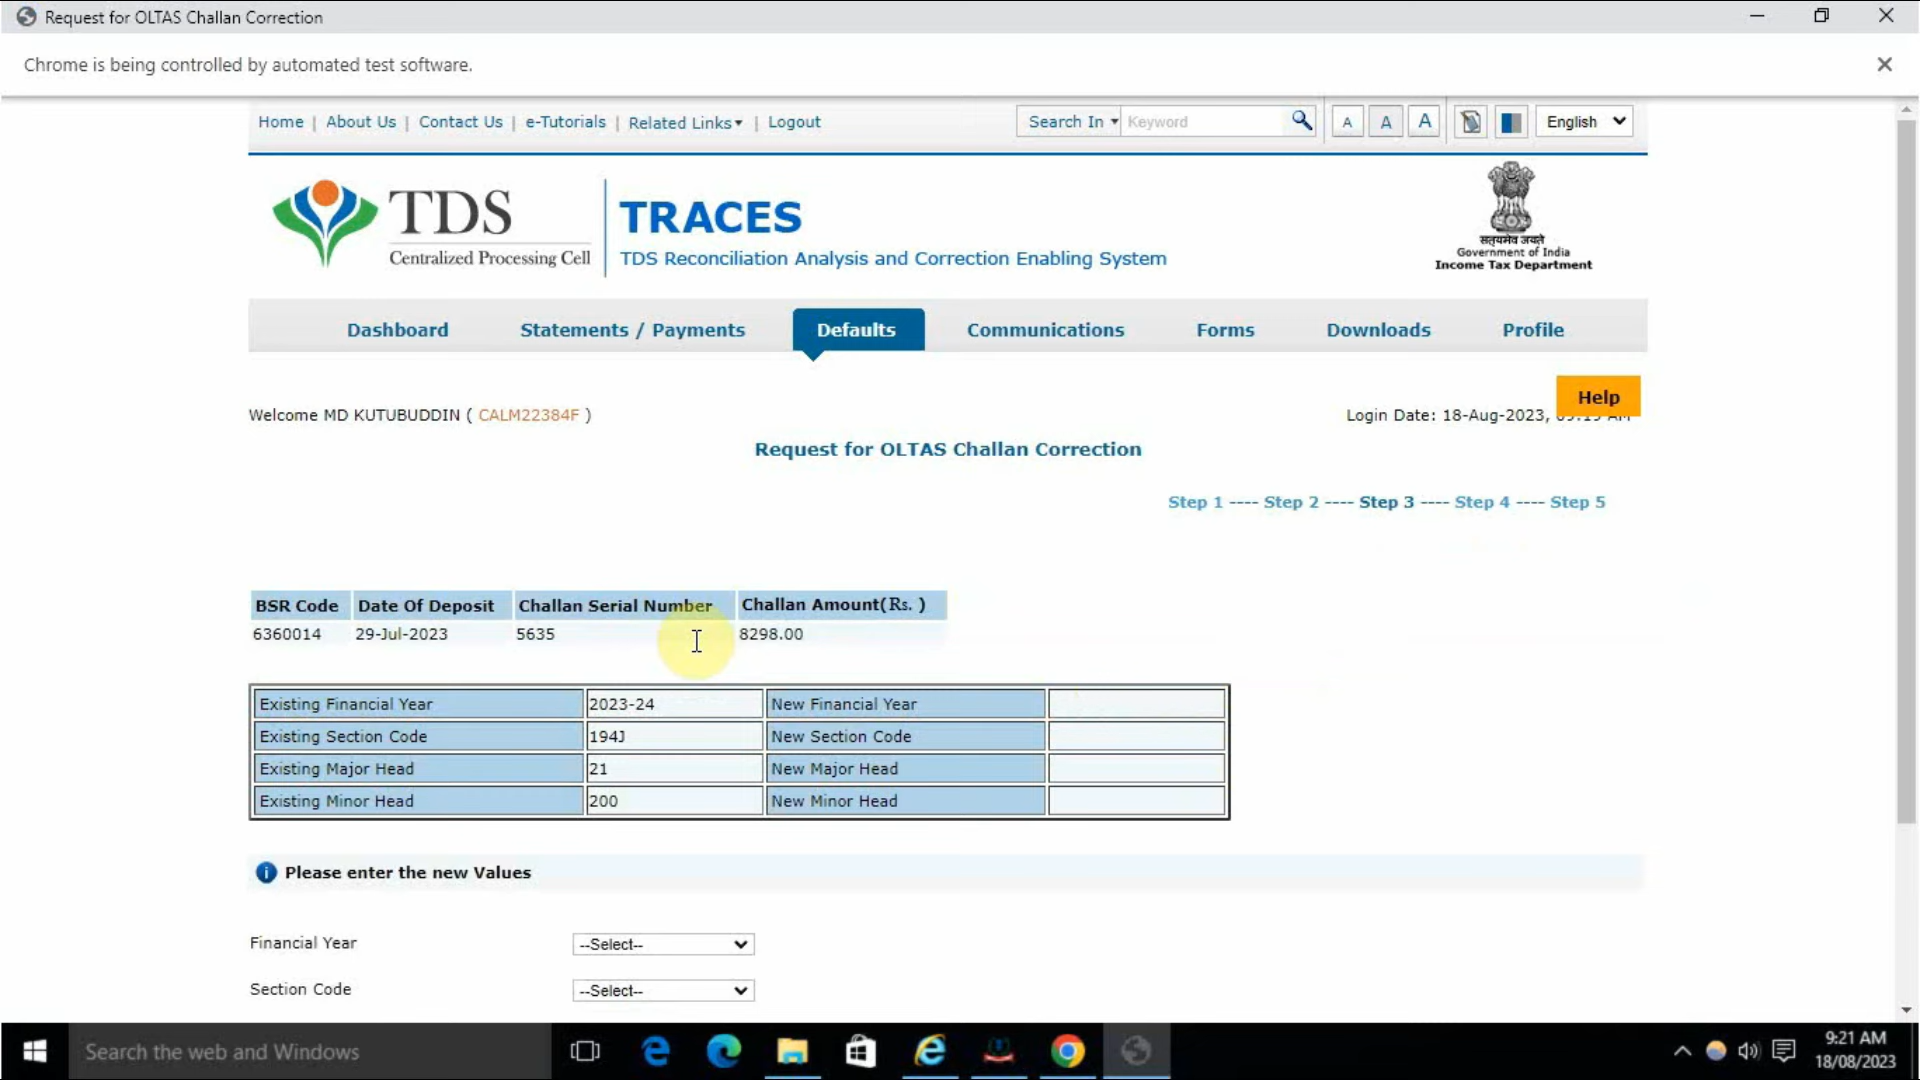 Request for OLTAS Challan Correction
Chrome is being controlled by automated test software.
Home | About Us | Contact Us | e-Tutorials | Related Links | Logout
Search In Keyword A A A English
TDS
Centralized Processing Cell
TRACES
TDS Reconciliation Analysis and Correction Enabling System
सत्यमेव जयते
Government of India
Income Tax Department
Dashboard Statements / Payments Defaults Communications Forms Downloads Profile
Help
Welcome MD KUTUBUDDIN ( CALM22384F ) Login Date: 18-Aug-2023,
Request for OLTAS Challan Correction
Step 1 ---- Step 2 ---- Step 3 ---- Step 4 ---- Step 5
BSR Code Date Of Deposit Challan Serial Number Challan Amount(Rs. )
6360014 29-Jul-2023 5635 8298.00
Existing Financial Year 2023-24 New Financial Year
Existing Section Code 194J New Section Code
Existing Major Head 21 New Major Head
Existing Minor Head 200 New Minor Head
i Please enter the new Values
Financial Year --Select--
Section Code --Select--
Search the web and Windows
9:21 AM
18/08/2023